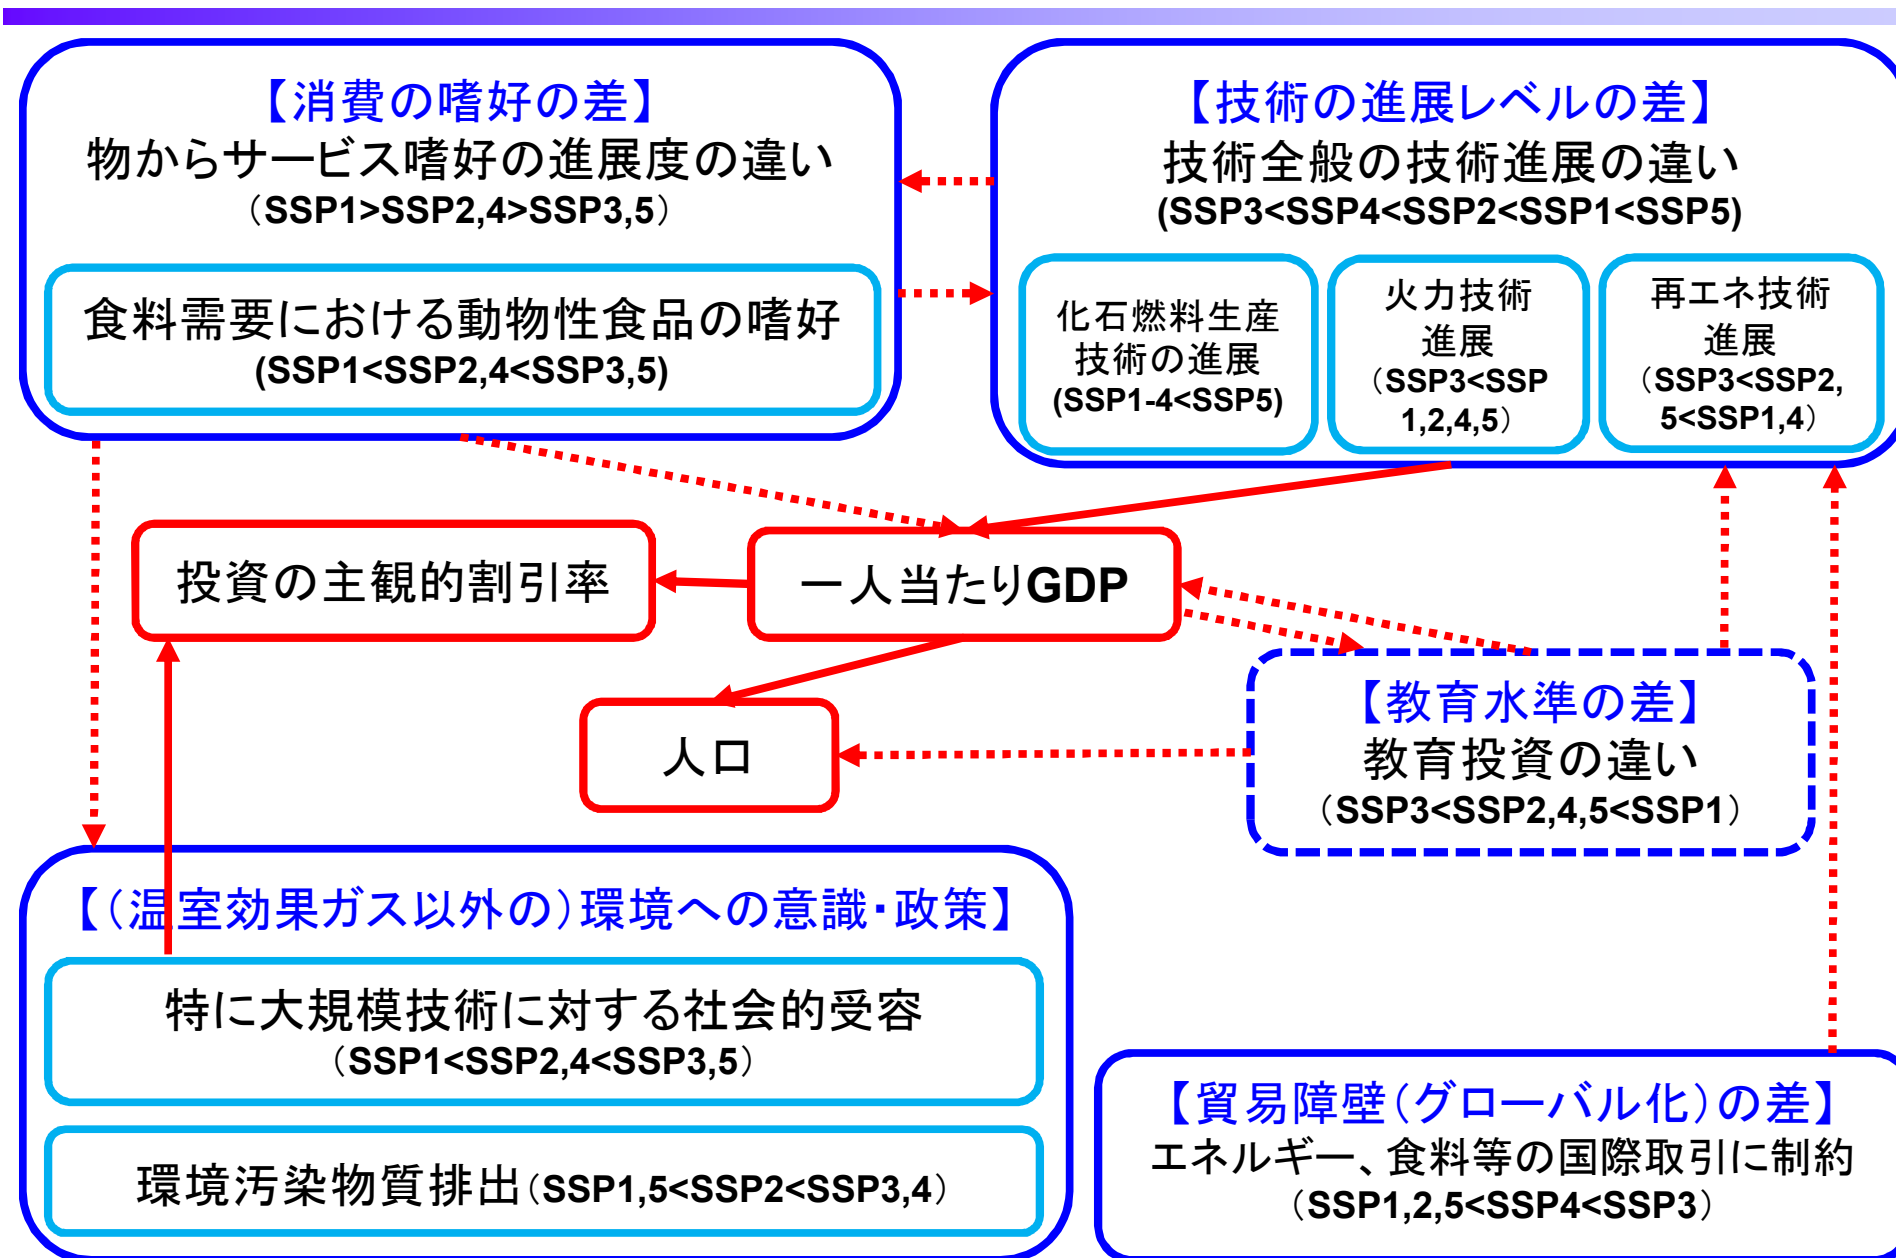 【消費の嗜好の差】
物からサービス嗜好の進展度の違い
（SSP1>SSP2,4>SSP3,5）
食料需要における動物性食品の嗜好
(SSP1<SSP2,4<SSP3,5)
【技術の進展レベルの差】
技術全般の技術進展の違い
(SSP3<SSP4<SSP2<SSP1<SSP5)
化石燃料生産
技術の進展
(SSP1-4<SSP5)
火力技術
進展
（SSP3<SSP
1,2,4,5）
再エネ技術
進展
（SSP3<SSP2,
5<SSP1,4）
投資の主観的割引率
一人当たりGDP
人口
【教育水準の差】
教育投資の違い
（SSP3<SSP2,4,5<SSP1）
【（温室効果ガス以外の）環境への意識・政策】
特に大規模技術に対する社会的受容
（SSP1<SSP2,4<SSP3,5）
環境汚染物質排出（SSP1,5<SSP2<SSP3,4）
【貿易障壁（グローバル化）の差】
エネルギー、食料等の国際取引に制約
（SSP1,2,5<SSP4<SSP3）